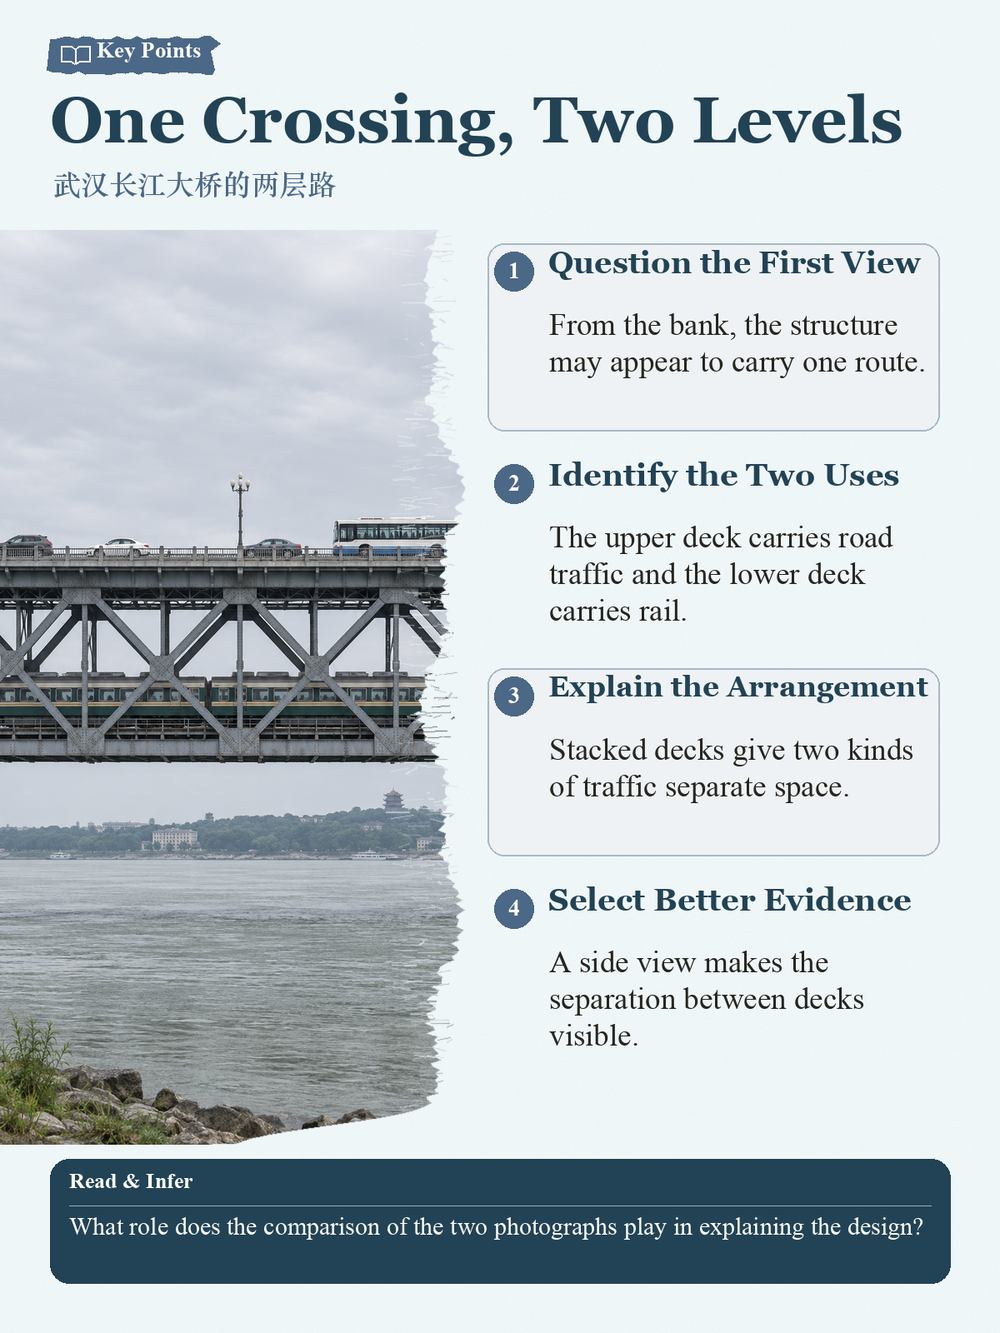 Key Points
One Crossing, Two Levels
武汉长江大桥的两层路
1
Question the First View
From the bank, the structure
may appear to carry one route.
2
Identify the Two Uses
The upper deck carries road
traffic and the lower deck
carries rail.
3
Explain the Arrangement
Stacked decks give two kinds
of traffic separate space.
4
Select Better Evidence
A side view makes the
separation between decks
visible.
Read & Infer
What role does the comparison of the two photographs play in explaining the design?